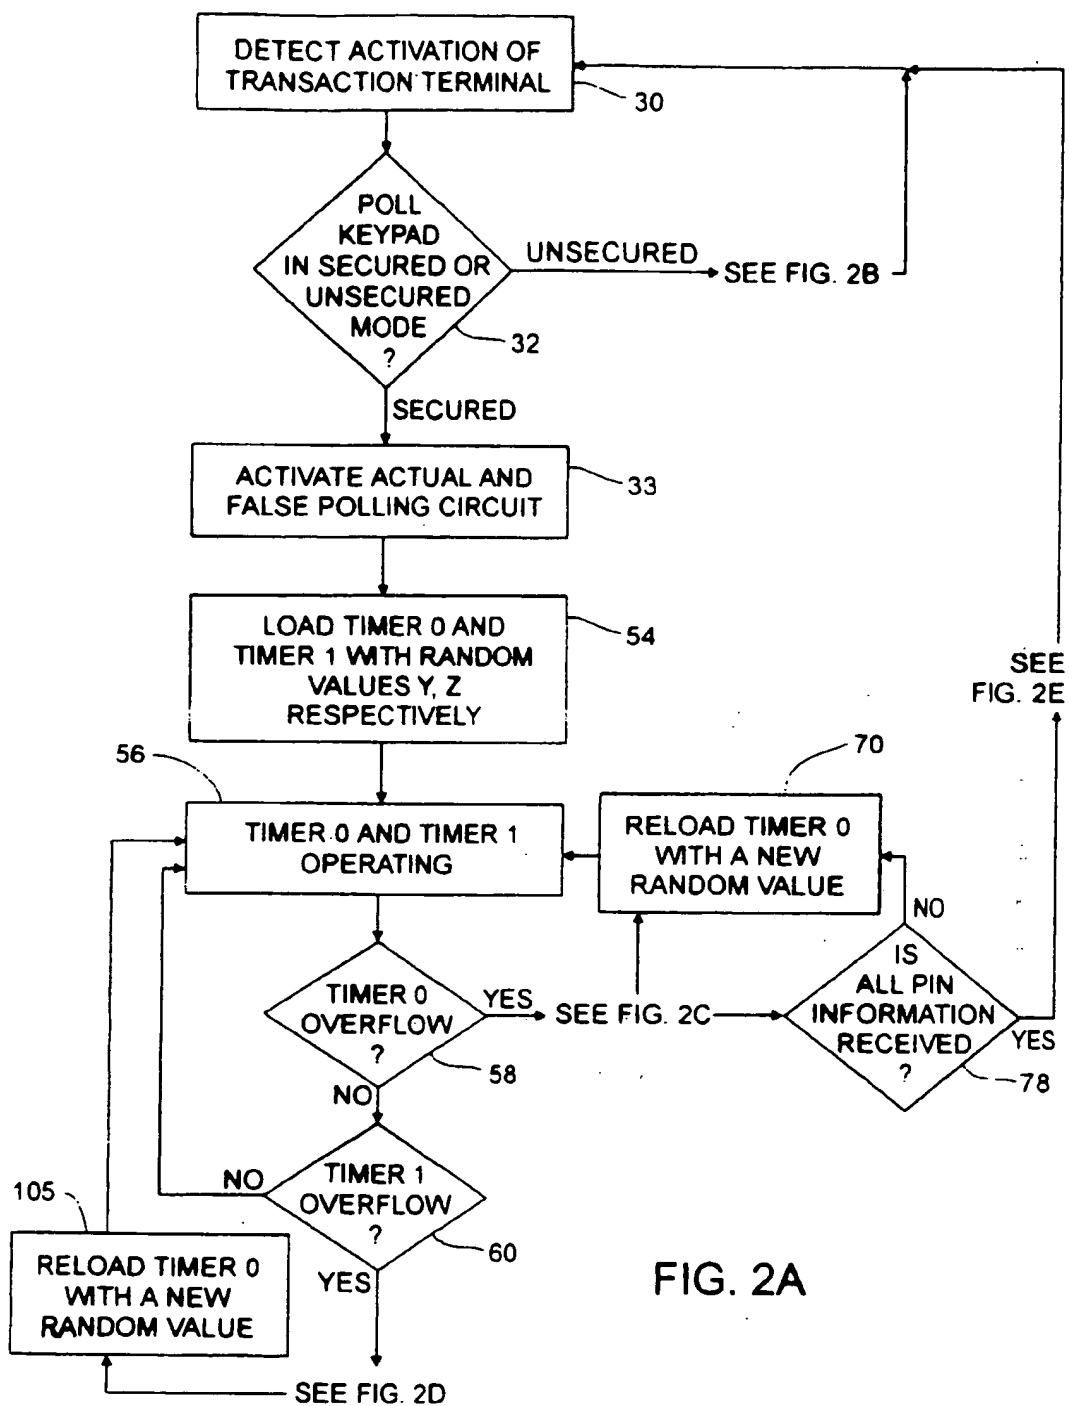 DETECT ACTIVATION OF
TRANSACTION TERMINAL
30
POLL
KEYPAD
IN SECURED OR
UNSECURED
MODE
?
32
UNSECURED
SEE FIG. 2B
SECURED
ACTIVATE ACTUAL AND
FALSE POLLING CIRCUIT
33
LOAD TIMER 0 AND
TIMER 1 WITH RANDOM
VALUES Y, Z
RESPECTIVELY
54
SEE
FIG. 2E
56
TIMER 0 AND TIMER 1
OPERATING
70
RELOAD TIMER 0
WITH A NEW
RANDOM VALUE
NO
TIMER 0
OVERFLOW
?
58
YES
SEE FIG. 2C
IS
ALL PIN
INFORMATION
RECEIVED
?
78
YES
NO
TIMER 1
OVERFLOW
?
60
NO
YES
105
RELOAD TIMER 0
WITH A NEW
RANDOM VALUE
SEE FIG. 2D
FIG. 2A